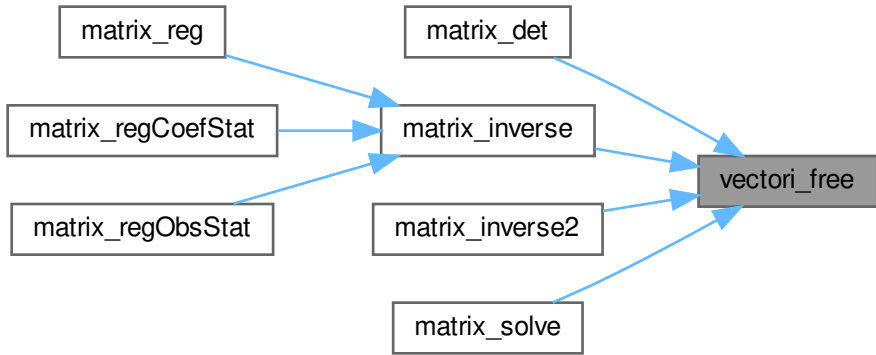 matrix_reg
matrix_det
matrix_regCoefStat
matrix_inverse
vectori_free
matrix_regObsStat
matrix_inverse2
matrix_solve